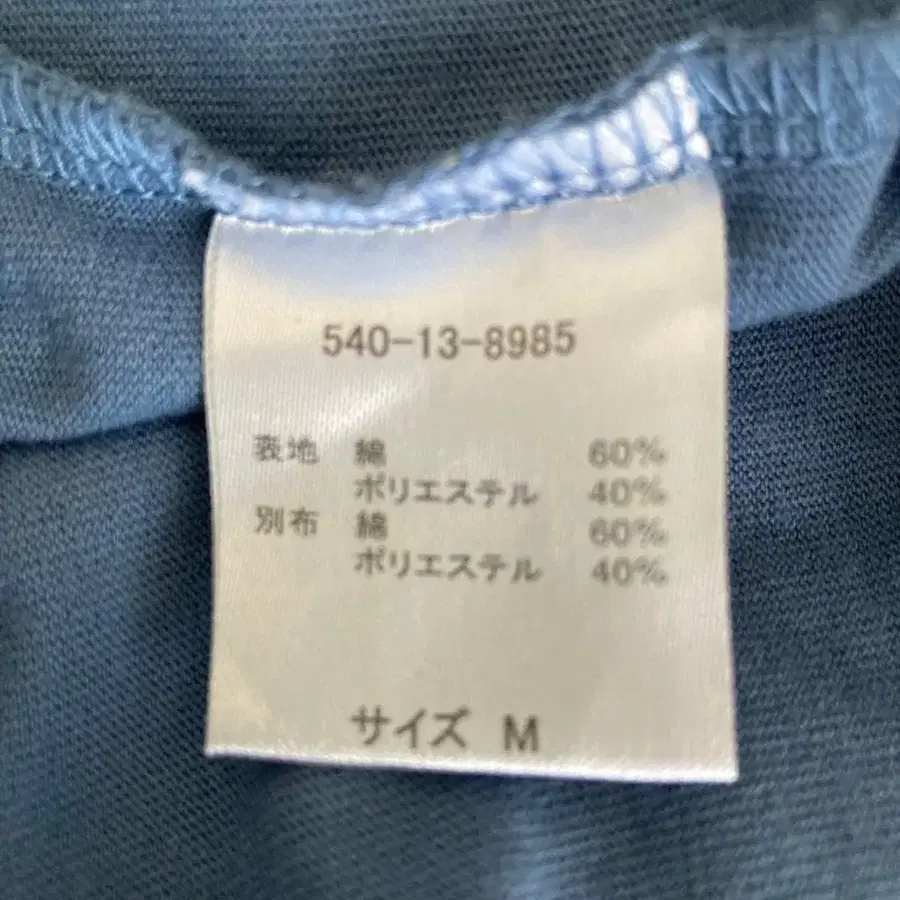 540-13-8985
表地 綿 60%
ポリエステル 40%
別布 綿 60%
ポリエステル 40%
サイズ M